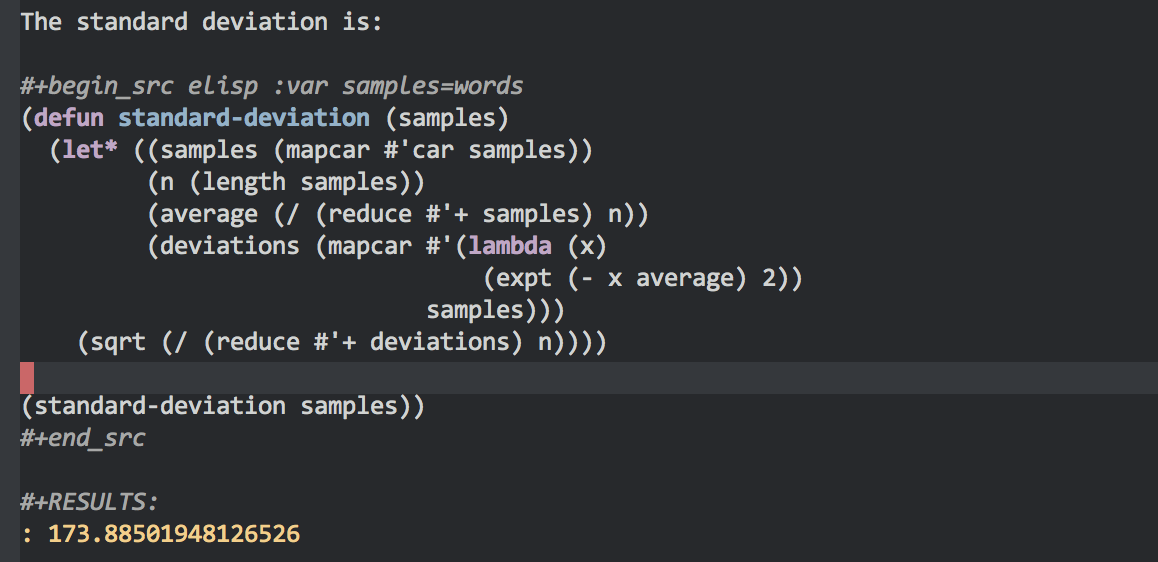 The standard deviation is:
#+begin_src elisp :var samples=words
(defun standard-deviation (samples)
  (let* ((samples (mapcar #'car samples))
         (n (length samples))
         (average (/ (reduce #'+ samples) n))
         (deviations (mapcar #'(lambda (x)
                                 (expt (- x average) 2))
                             samples)))
    (sqrt (/ (reduce #'+ deviations) n))))
(standard-deviation samples))
#+end_src
#+RESULTS:
: 173.88501948126526